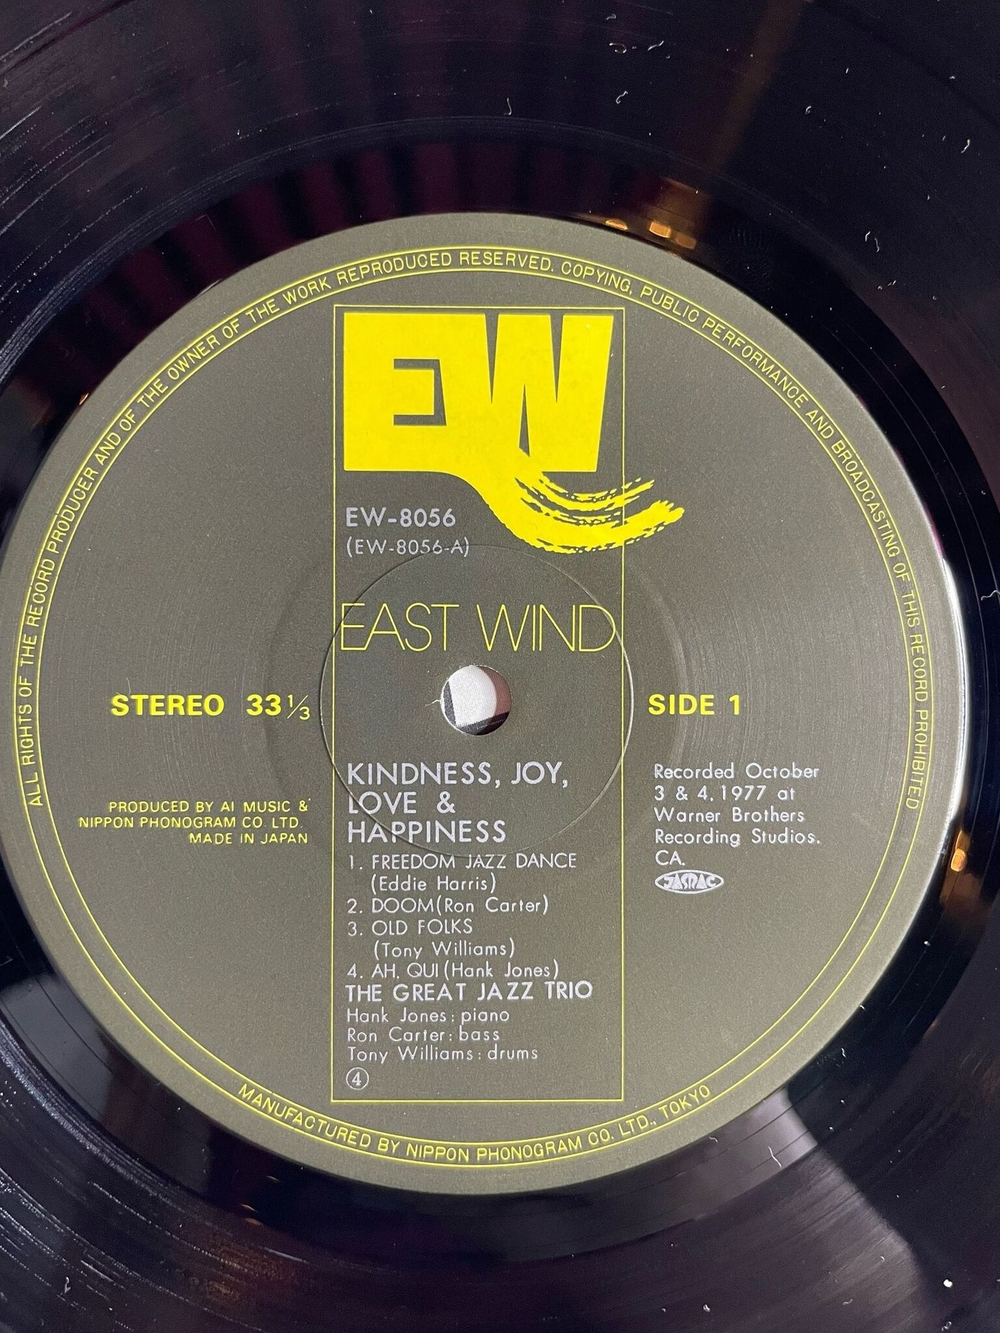 ALL RIGHTS OF THE RECORD PRODUCER AND OF THE OWNER OF THE WORK REPRODUCED RESERVED. COPYING, PUBLIC PERFORMANCE AND BROADCASTING OF THIS RECORD PROHIBITED
EW
EW-8056
(EW-8056-A)
EAST WIND
STEREO 33⅓
SIDE 1
PRODUCED BY AI MUSIC &
NIPPON PHONOGRAM CO. LTD.
MADE IN JAPAN
KINDNESS, JOY,
LOVE &
HAPPINESS
1. FREEDOM JAZZ DANCE
(Eddie Harris)
2. DOOM(Ron Carter)
3. OLD FOLKS
(Tony Williams)
4. AH, QUI(Hank Jones)
THE GREAT JAZZ TRIO
Hank Jones : piano
Ron Carter : bass
Tony Williams : drums
④
Recorded October
3 & 4, 1977 at
Warner Brothers
Recording Studios.
CA.
JASRAC
MANUFACTURED BY NIPPON PHONOGRAM CO. LTD., TOKYO